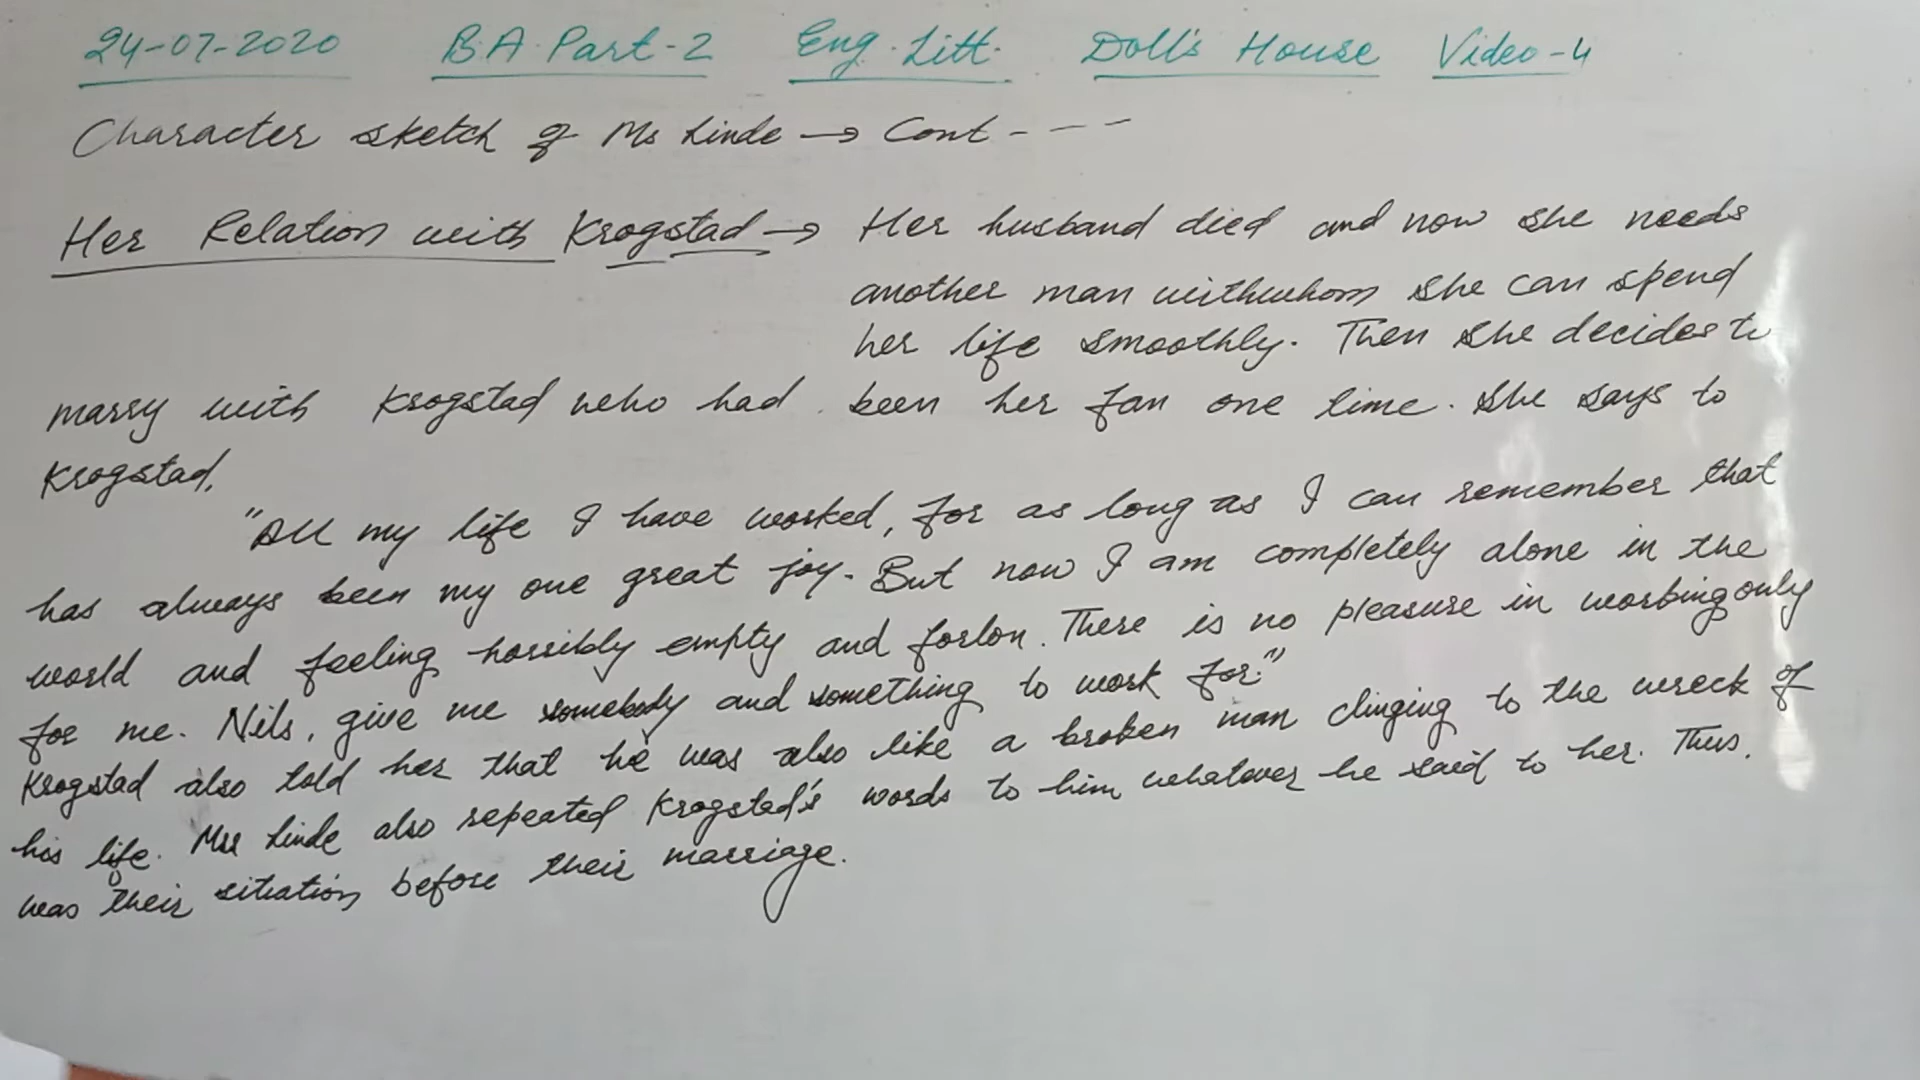 24-07-2020 B.A. Part-2 Eng. Litt. Doll's House Video-4
Character sketch of Ms Linde → Cont - - - -
Her Relation with Krogstad → Her husband died and now she needs
another man withwhom she can spend
her life smoothly. Then she decides to
marry with Krogstad who had been her fan one time. She says to
Krogstad,
"All my life I have worked, for as long as I can remember that
has always been my one great joy. But now I am completely alone in the
world and feeling horribly empty and forlon. There is no pleasure in working only
for me. Nils, give me somebody and something to work for."
Krogstad also told her that he was also like a broken man clinging to the wreck of
his life. Mrs Linde also repeated Krogstad's words to him whatever he said to her. Thus.
was their situation before their marriage.